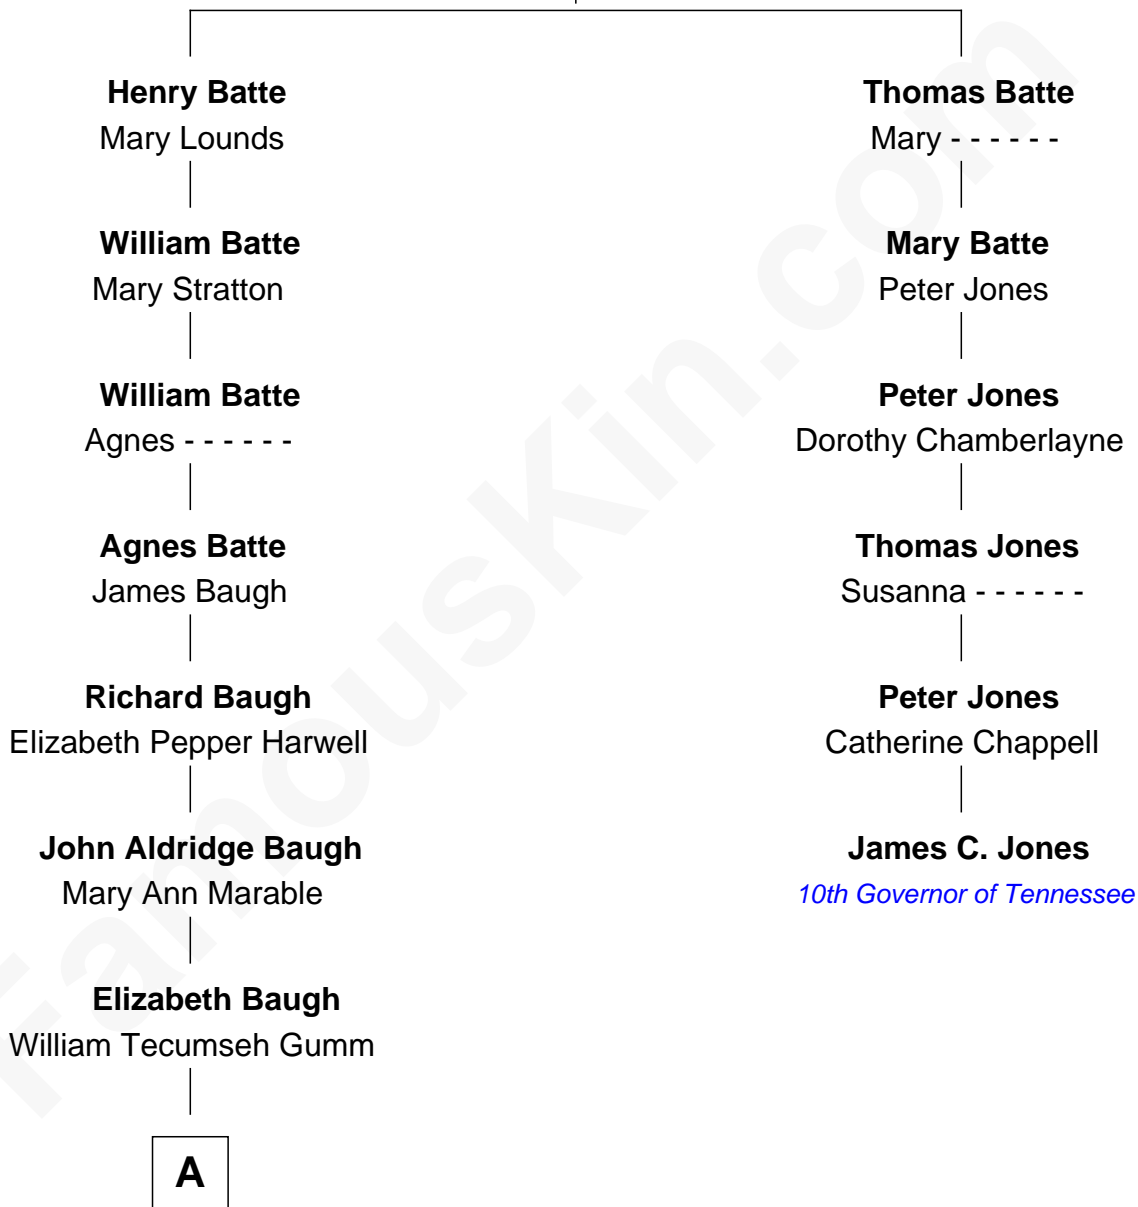 Henry Batte
Mary Lounds
William Batte
Mary Stratton
William Batte
Agnes - - - - - -
Agnes Batte
James Baugh
Richard Baugh
Elizabeth Pepper Harwell
John Aldridge Baugh
Mary Ann Marable
Elizabeth Baugh
William Tecumseh Gumm
A
Thomas Batte
Mary - - - - - -
Mary Batte
Peter Jones
Peter Jones
Dorothy Chamberlayne
Thomas Jones
Susanna - - - - - -
Peter Jones
Catherine Chappell
James C. Jones
10th Governor of Tennessee
FamousKin.com